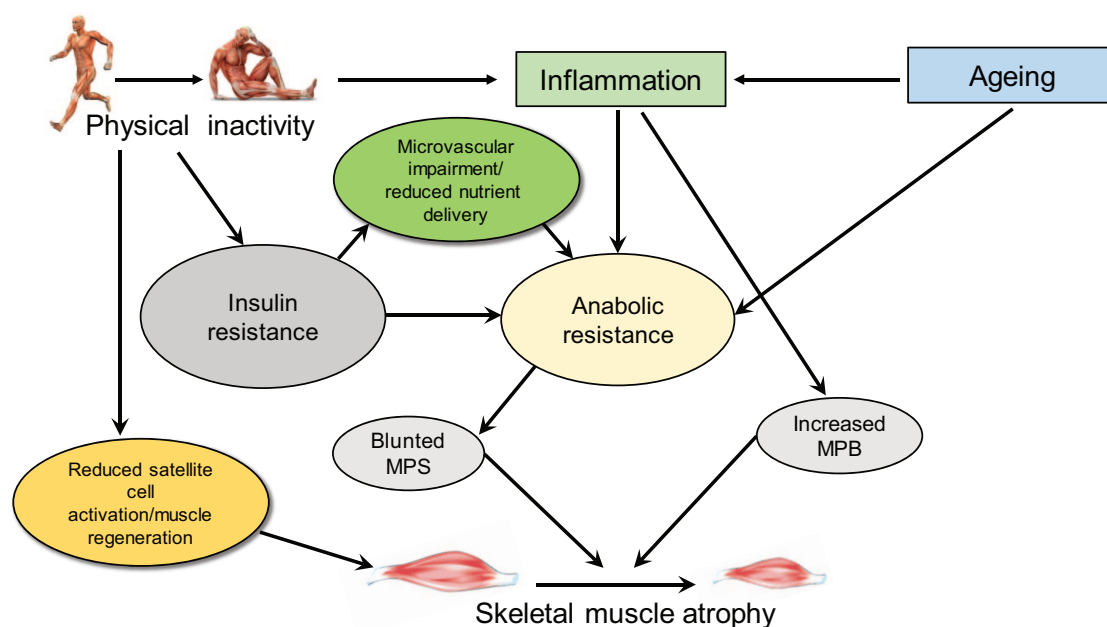 Inflammation
Ageing
Physical inactivity
Microvascular
impairment/
reduced nutrient
delivery
Insulin
resistance
Anabolic
resistance
Blunted
MPS
Increased
MPB
Reduced satellite
cell
activation/muscle
regeneration
Skeletal muscle atrophy